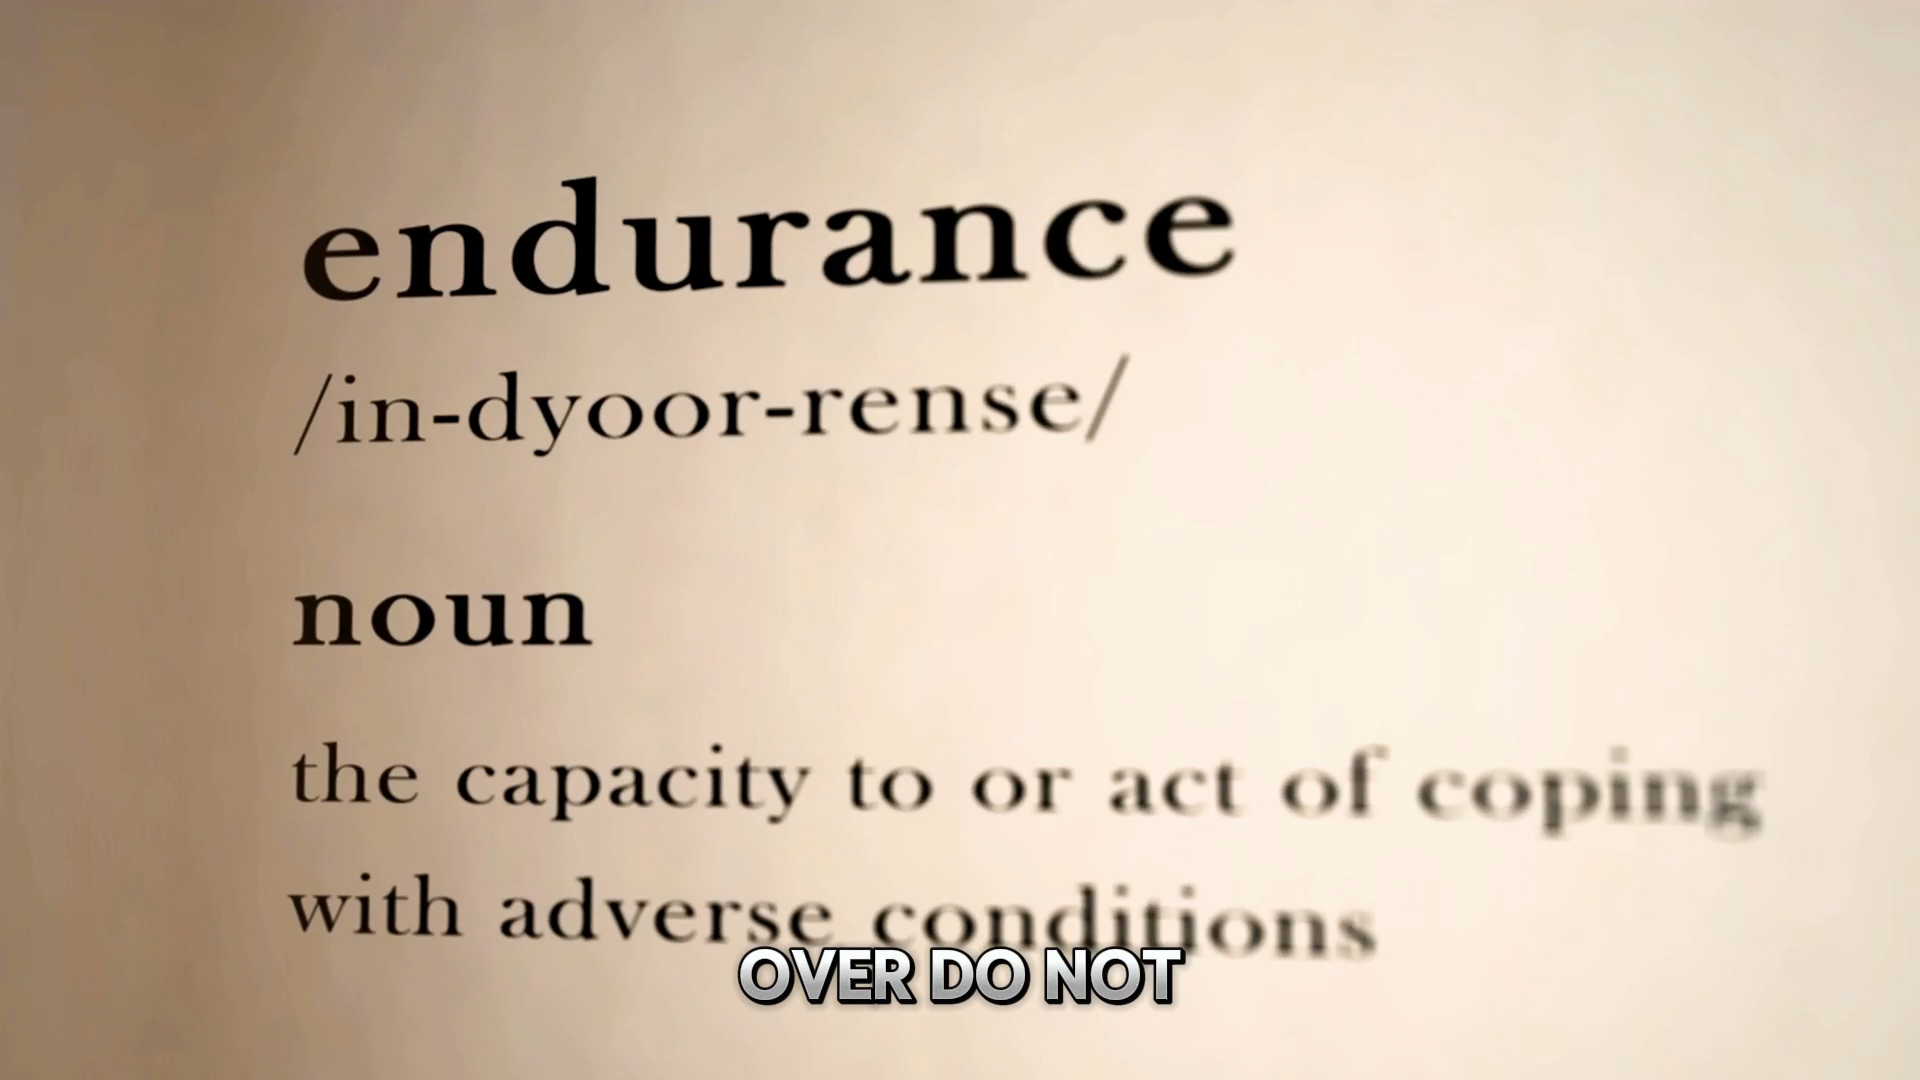 endurance
/in-dyoor-rense/
noun
the capacity to or act of coping
with adverse conditions
OVER DO NOT